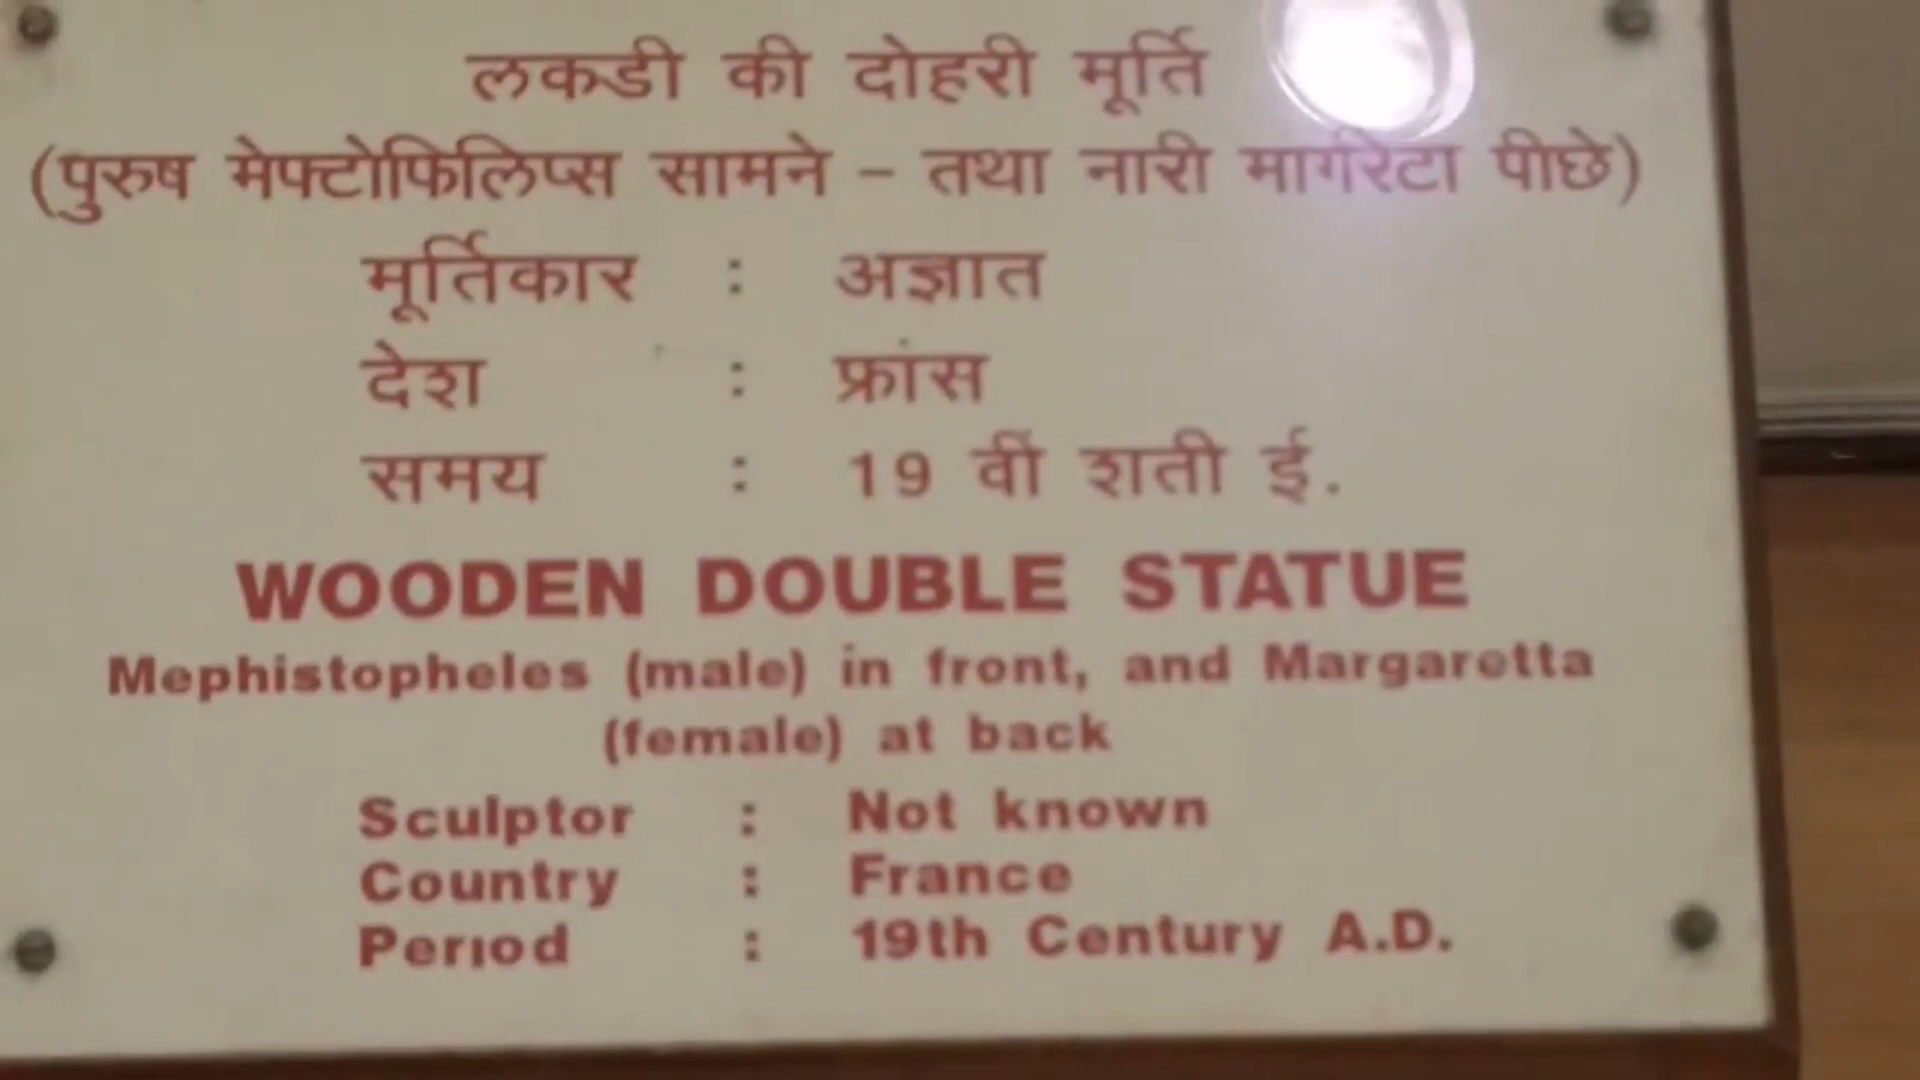 लकडी की दोहरी मूर्ति
(पुरुष मेफ्टोफिलिप्स सामने – तथा नारी मार्गरेटा पीछे)
मूर्तिकार : अज्ञात
देश : फ्रांस
समय : 19 वीं शती ई.
WOODEN DOUBLE STATUE
Mephistopheles (male) in front, and Margaretta
(female) at back
Sculptor : Not known
Country : France
Period : 19th Century A.D.